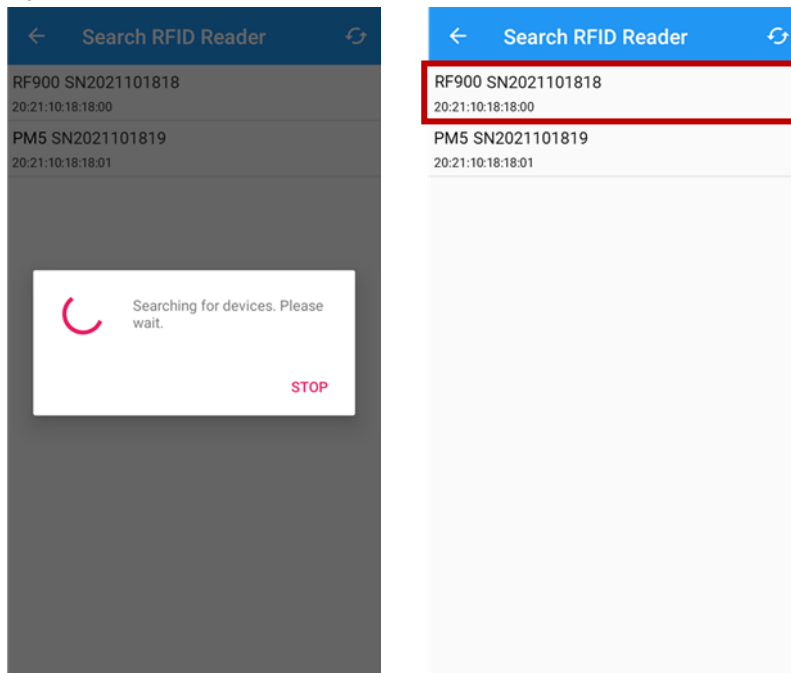 Search RFID Reader
RF900 SN2021101818
20:21:10:18:18:00
PM5 SN2021101819
20:21:10:18:18:01
Searching for devices. Please
wait.
STOP
Search RFID Reader
RF900 SN2021101818
20:21:10:18:18:00
PM5 SN2021101819
20:21:10:18:18:01